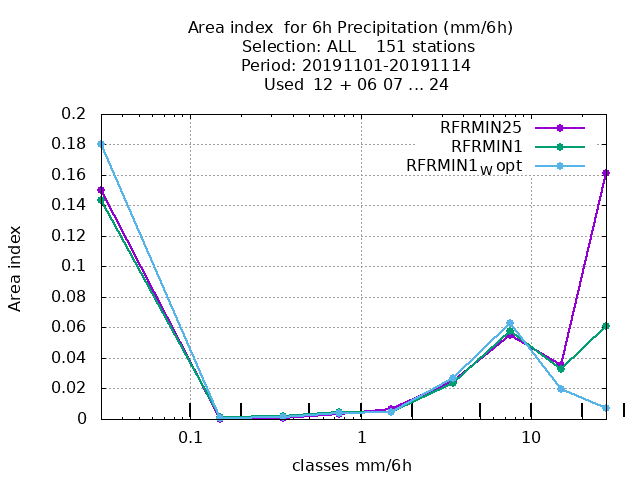 Area index  for 6h Precipitation (mm/6h)
Selection: ALL    151 stations
Period: 20191101-20191114
Used  12 + 06 07 ... 24
RFRMIN25
RFRMIN1
RFRMIN1W opt
0.2
0.18
0.16
0.14
0.12
0.1
0.08
0.06
0.04
0.02
0
Area index
0.1 1 10
classes mm/6h